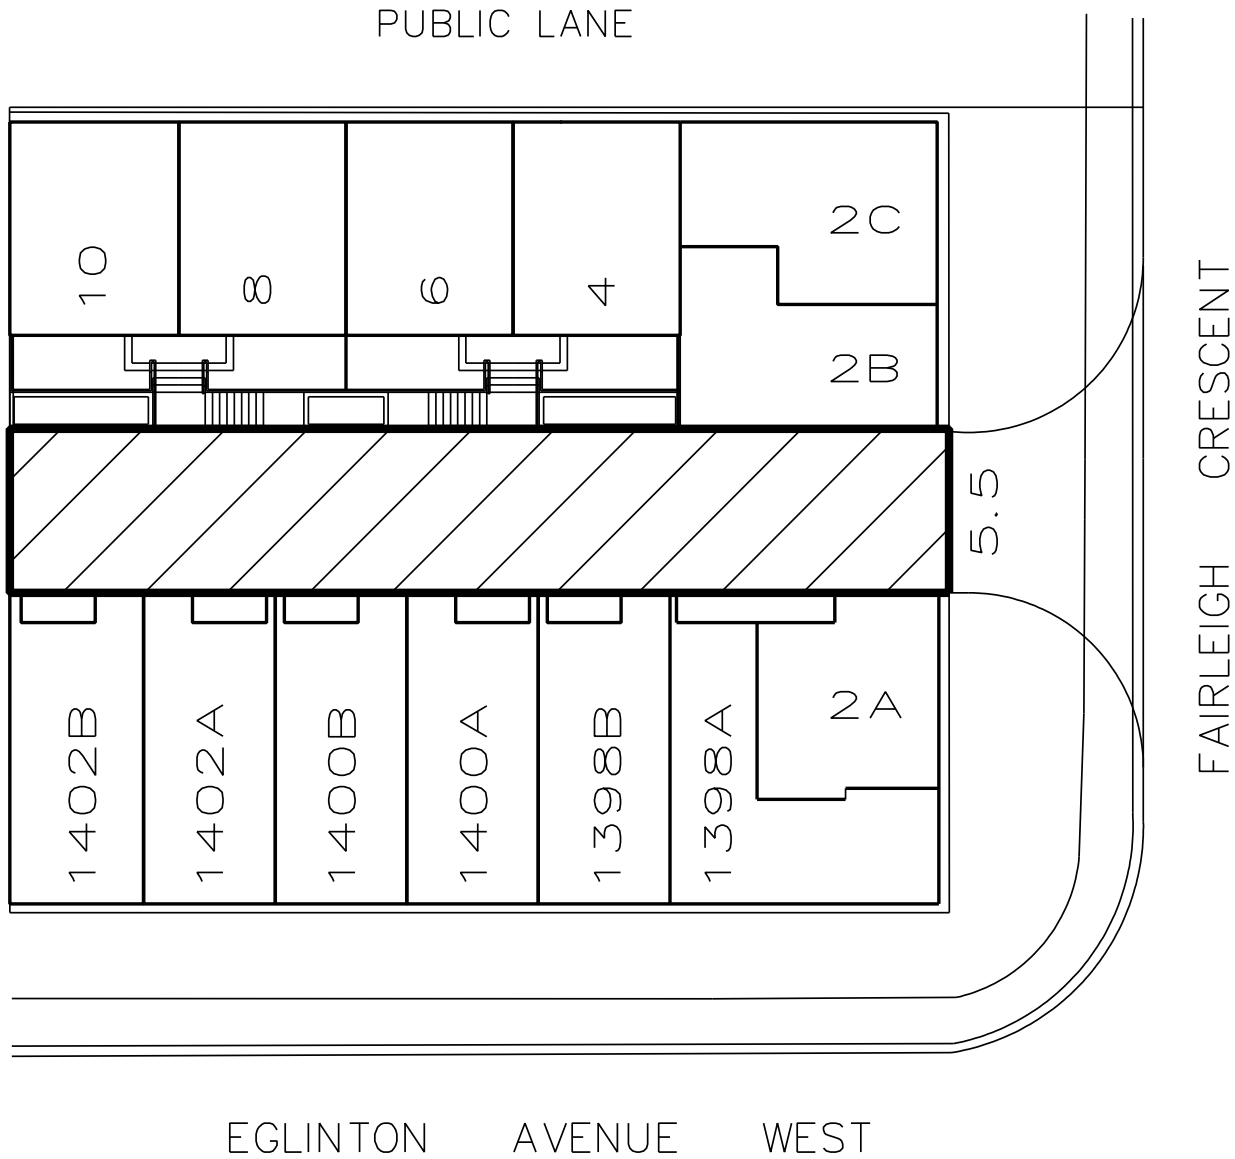 PUBLIC LANE
10
8
6
4
2C
2B
5.5
FAIRLEIGH CRESCENT
1402B
1402A
1400B
1400A
1398B
1398A
2A
EGLINTON AVENUE WEST